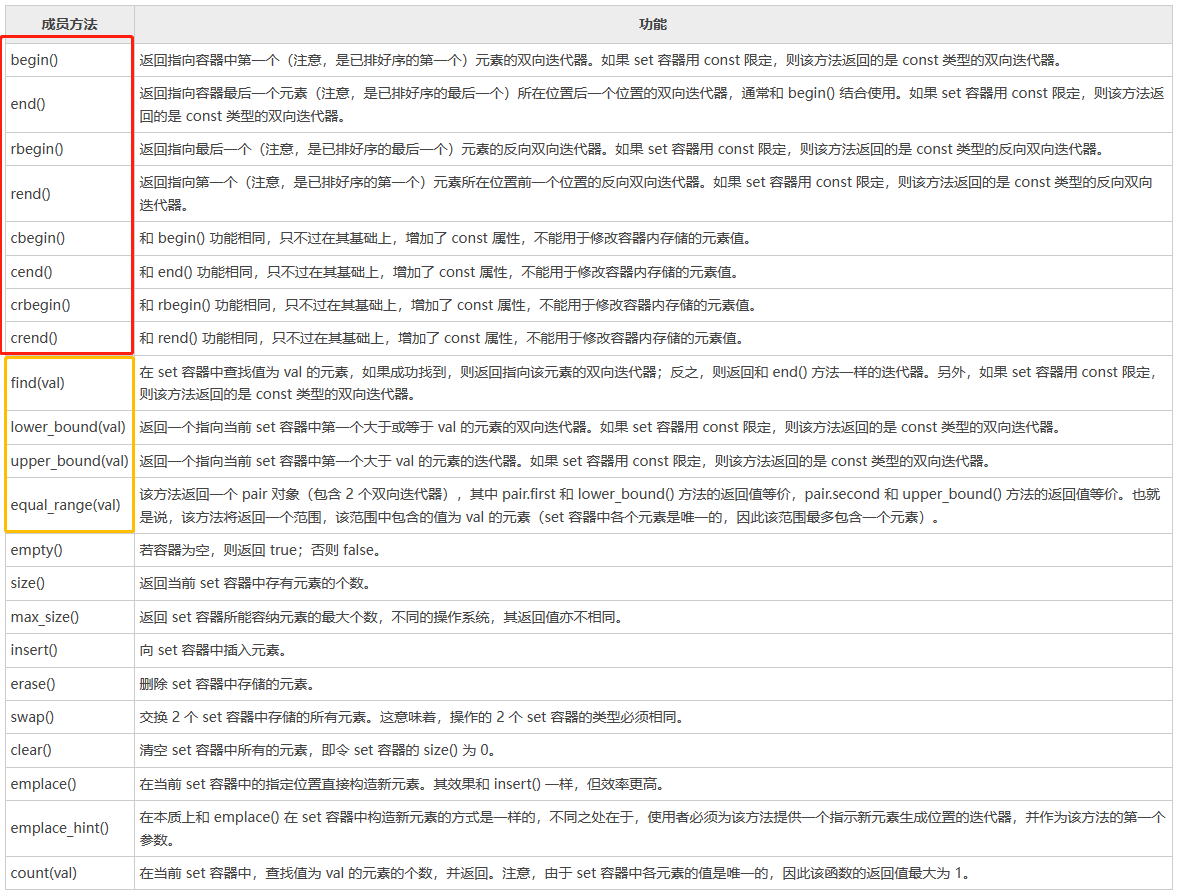 成员方法 功能
begin() 返回指向容器中第一个（注意，是已排好序的第一个）元素的双向迭代器。如果 set 容器用 const 限定，则该方法返回的是 const 类型的双向迭代器。
end() 返回指向容器最后一个元素（注意，是已排好序的最后一个）所在位置后一个位置的双向迭代器，通常和 begin() 结合使用。如果 set 容器用 const 限定，则该方法返
回的是 const 类型的双向迭代器。
rbegin() 返回指向最后一个（注意，是已排好序的最后一个）元素的反向双向迭代器。如果 set 容器用 const 限定，则该方法返回的是 const 类型的反向双向迭代器。
rend() 返回指向第一个（注意，是已排好序的第一个）元素所在位置前一个位置的反向双向迭代器。如果 set 容器用 const 限定，则该方法返回的是 const 类型的反向双向
迭代器。
cbegin() 和 begin() 功能相同，只不过在其基础上，增加了 const 属性，不能用于修改容器内存储的元素值。
cend() 和 end() 功能相同，只不过在其基础上，增加了 const 属性，不能用于修改容器内存储的元素值。
crbegin() 和 rbegin() 功能相同，只不过在其基础上，增加了 const 属性，不能用于修改容器内存储的元素值。
crend() 和 rend() 功能相同，只不过在其基础上，增加了 const 属性，不能用于修改容器内存储的元素值。
find(val) 在 set 容器中查找值为 val 的元素，如果成功找到，则返回指向该元素的双向迭代器；反之，则返回和 end() 方法一样的迭代器。另外，如果 set 容器用 const 限定，
则该方法返回的是 const 类型的双向迭代器。
lower_bound(val) 返回一个指向当前 set 容器中第一个大于或等于 val 的元素的双向迭代器。如果 set 容器用 const 限定，则该方法返回的是 const 类型的双向迭代器。
upper_bound(val) 返回一个指向当前 set 容器中第一个大于 val 的元素的迭代器。如果 set 容器用 const 限定，则该方法返回的是 const 类型的双向迭代器。
equal_range(val) 该方法返回一个 pair 对象（包含 2 个双向迭代器），其中 pair.first 和 lower_bound() 方法的返回值等价，pair.second 和 upper_bound() 方法的返回值等价。也就
是说，该方法将返回一个范围，该范围中包含的值为 val 的元素（set 容器中各个元素是唯一的，因此该范围最多包含一个元素）。
empty() 若容器为空，则返回 true；否则 false。
size() 返回当前 set 容器中存有元素的个数。
max_size() 返回 set 容器所能容纳元素的最大个数，不同的操作系统，其返回值亦不相同。
insert() 向 set 容器中插入元素。
erase() 删除 set 容器中存储的元素。
swap() 交换 2 个 set 容器中存储的所有元素。这意味着，操作的 2 个 set 容器的类型必须相同。
clear() 清空 set 容器中所有的元素，即令 set 容器的 size() 为 0。
emplace() 在当前 set 容器中的指定位置直接构造新元素。其效果和 insert() 一样，但效率更高。
emplace_hint() 在本质上和 emplace() 在 set 容器中构造新元素的方式是一样的，不同之处在于，使用者必须为该方法提供一个指示新元素生成位置的迭代器，并作为该方法的第一个
参数。
count(val) 在当前 set 容器中，查找值为 val 的元素的个数，并返回。注意，由于 set 容器中各元素的值是唯一的，因此该函数的返回值最大为 1。